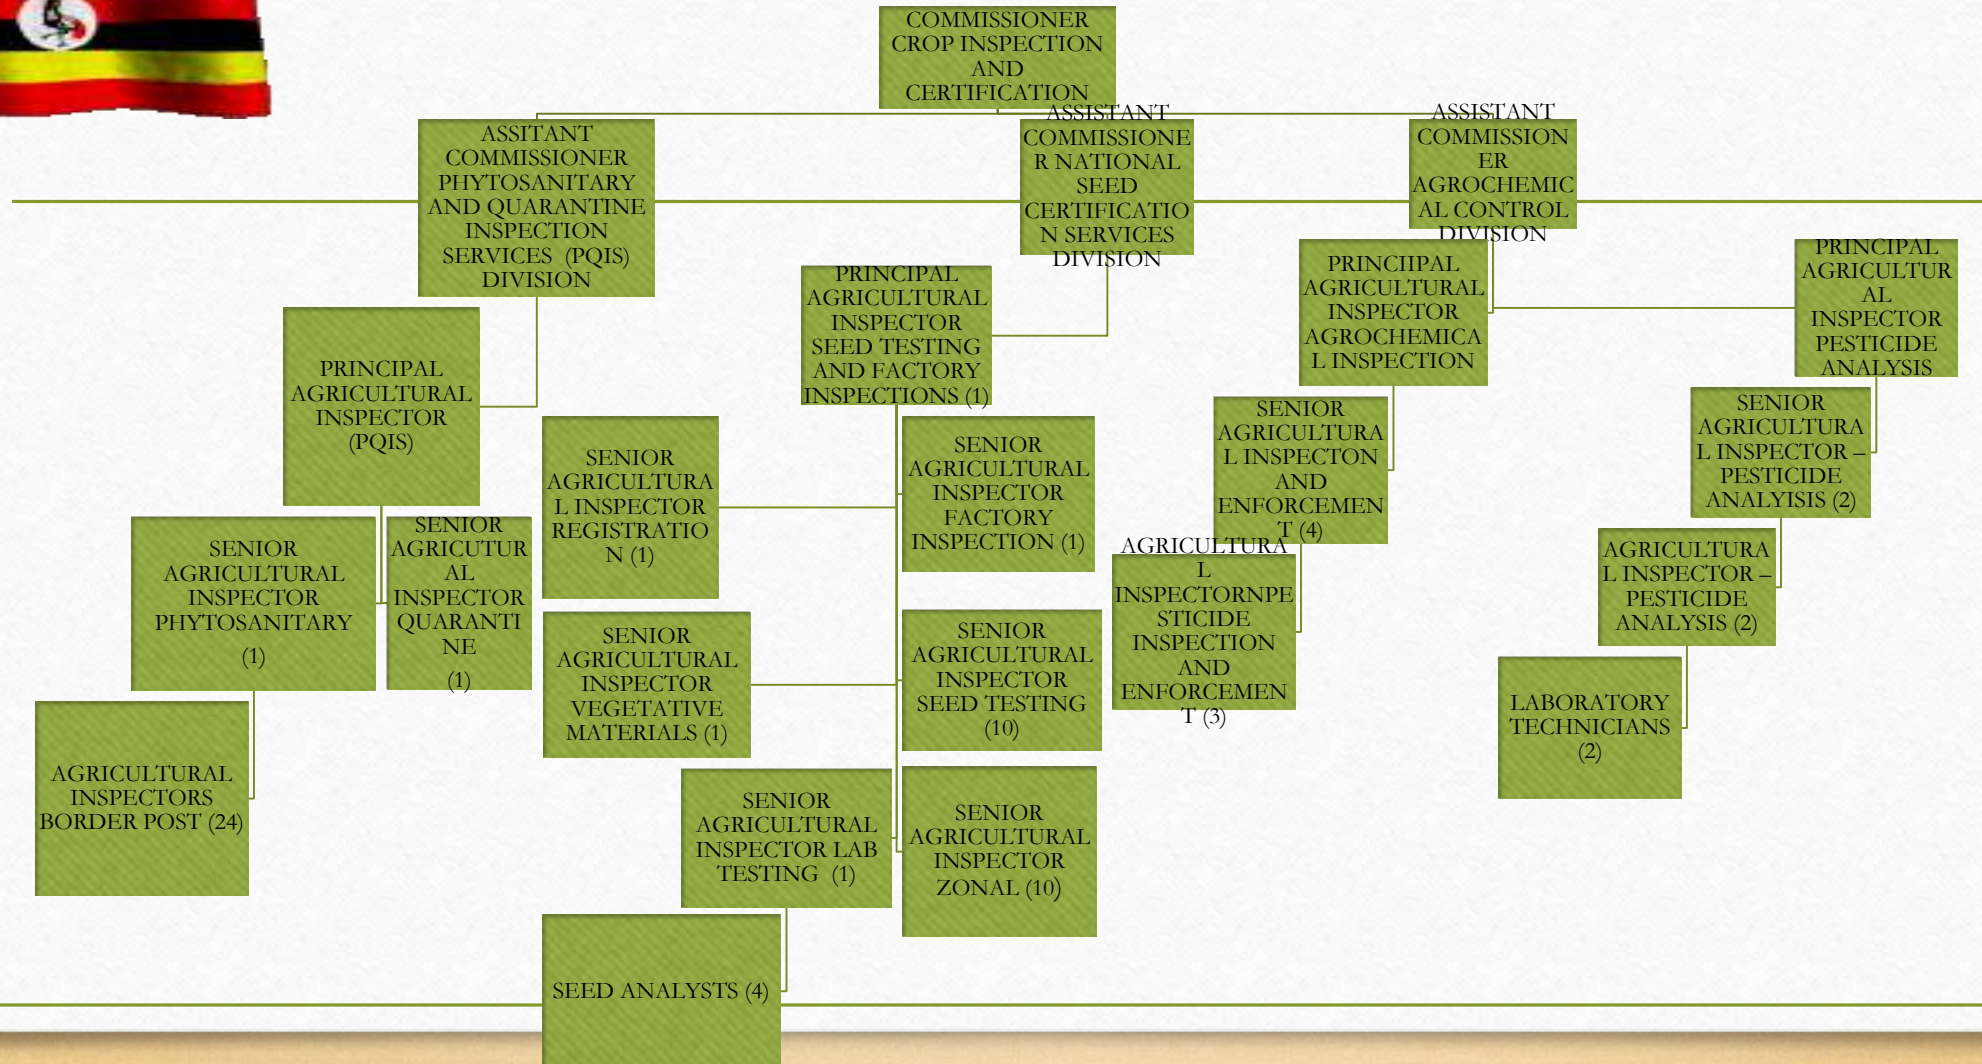 COMMISSIONER
CROP INSPECTION
AND
CERTIFICATION
ASSITANT
COMMISSIONER
PHYTOSANITARY
AND QUARANTINE
INSPECTION
SERVICES (PQIS)
DIVISION
ASSISTANT
COMMISSIONE
R NATIONAL
SEED
CERTIFICATIO
N SERVICES
DIVISION
ASSISTANT
COMMISSION
ER
AGROCHEMIC
AL CONTROL
DIVISION
PRINCIPAL
AGRICULTURAL
INSPECTOR
(PQIS)
PRINCIPAL
AGRICULTURAL
INSPECTOR
SEED TESTING
AND FACTORY
INSPECTIONS (1)
PRINCIIPAL
AGRICULTURAL
INSPECTOR
AGROCHEMICA
L INSPECTION
PRINCIPAL
AGRICULTUR
AL
INSPECTOR
PESTICIDE
ANALYSIS
SENIOR
AGRICULTURAL
INSPECTOR
PHYTOSANITARY
(1)
SENIOR
AGRICUTUR
AL
INSPECTOR
QUARANTI
NE
(1)
AGRICULTURAL
INSPECTORS
BORDER POST (24)
SENIOR
AGRICULTURA
L INSPECTOR
REGISTRATIO
N (1)
SENIOR
AGRICULTURAL
INSPECTOR
FACTORY
INSPECTION (1)
SENIOR
AGRICULTURAL
INSPECTOR
VEGETATIVE
MATERIALS (1)
SENIOR
AGRICULTURAL
INSPECTOR
SEED TESTING
(10)
SENIOR
AGRICULTURAL
INSPECTOR LAB
TESTING (1)
SENIOR
AGRICULTURAL
INSPECTOR
ZONAL (10)
SEED ANALYSTS (4)
SENIOR
AGRICULTURA
L INSPECTON
AND
ENFORCEMEN
T (4)
AGRICULTURA
L
INSPECTORNPE
STICIDE
INSPECTION
AND
ENFORCEMEN
T (3)
SENIOR
AGRICULTURA
L INSPECTOR –
PESTICIDE
ANALYISIS (2)
AGRICULTURA
L INSPECTOR –
PESTICIDE
ANALYSIS (2)
LABORATORY
TECHNICIANS
(2)